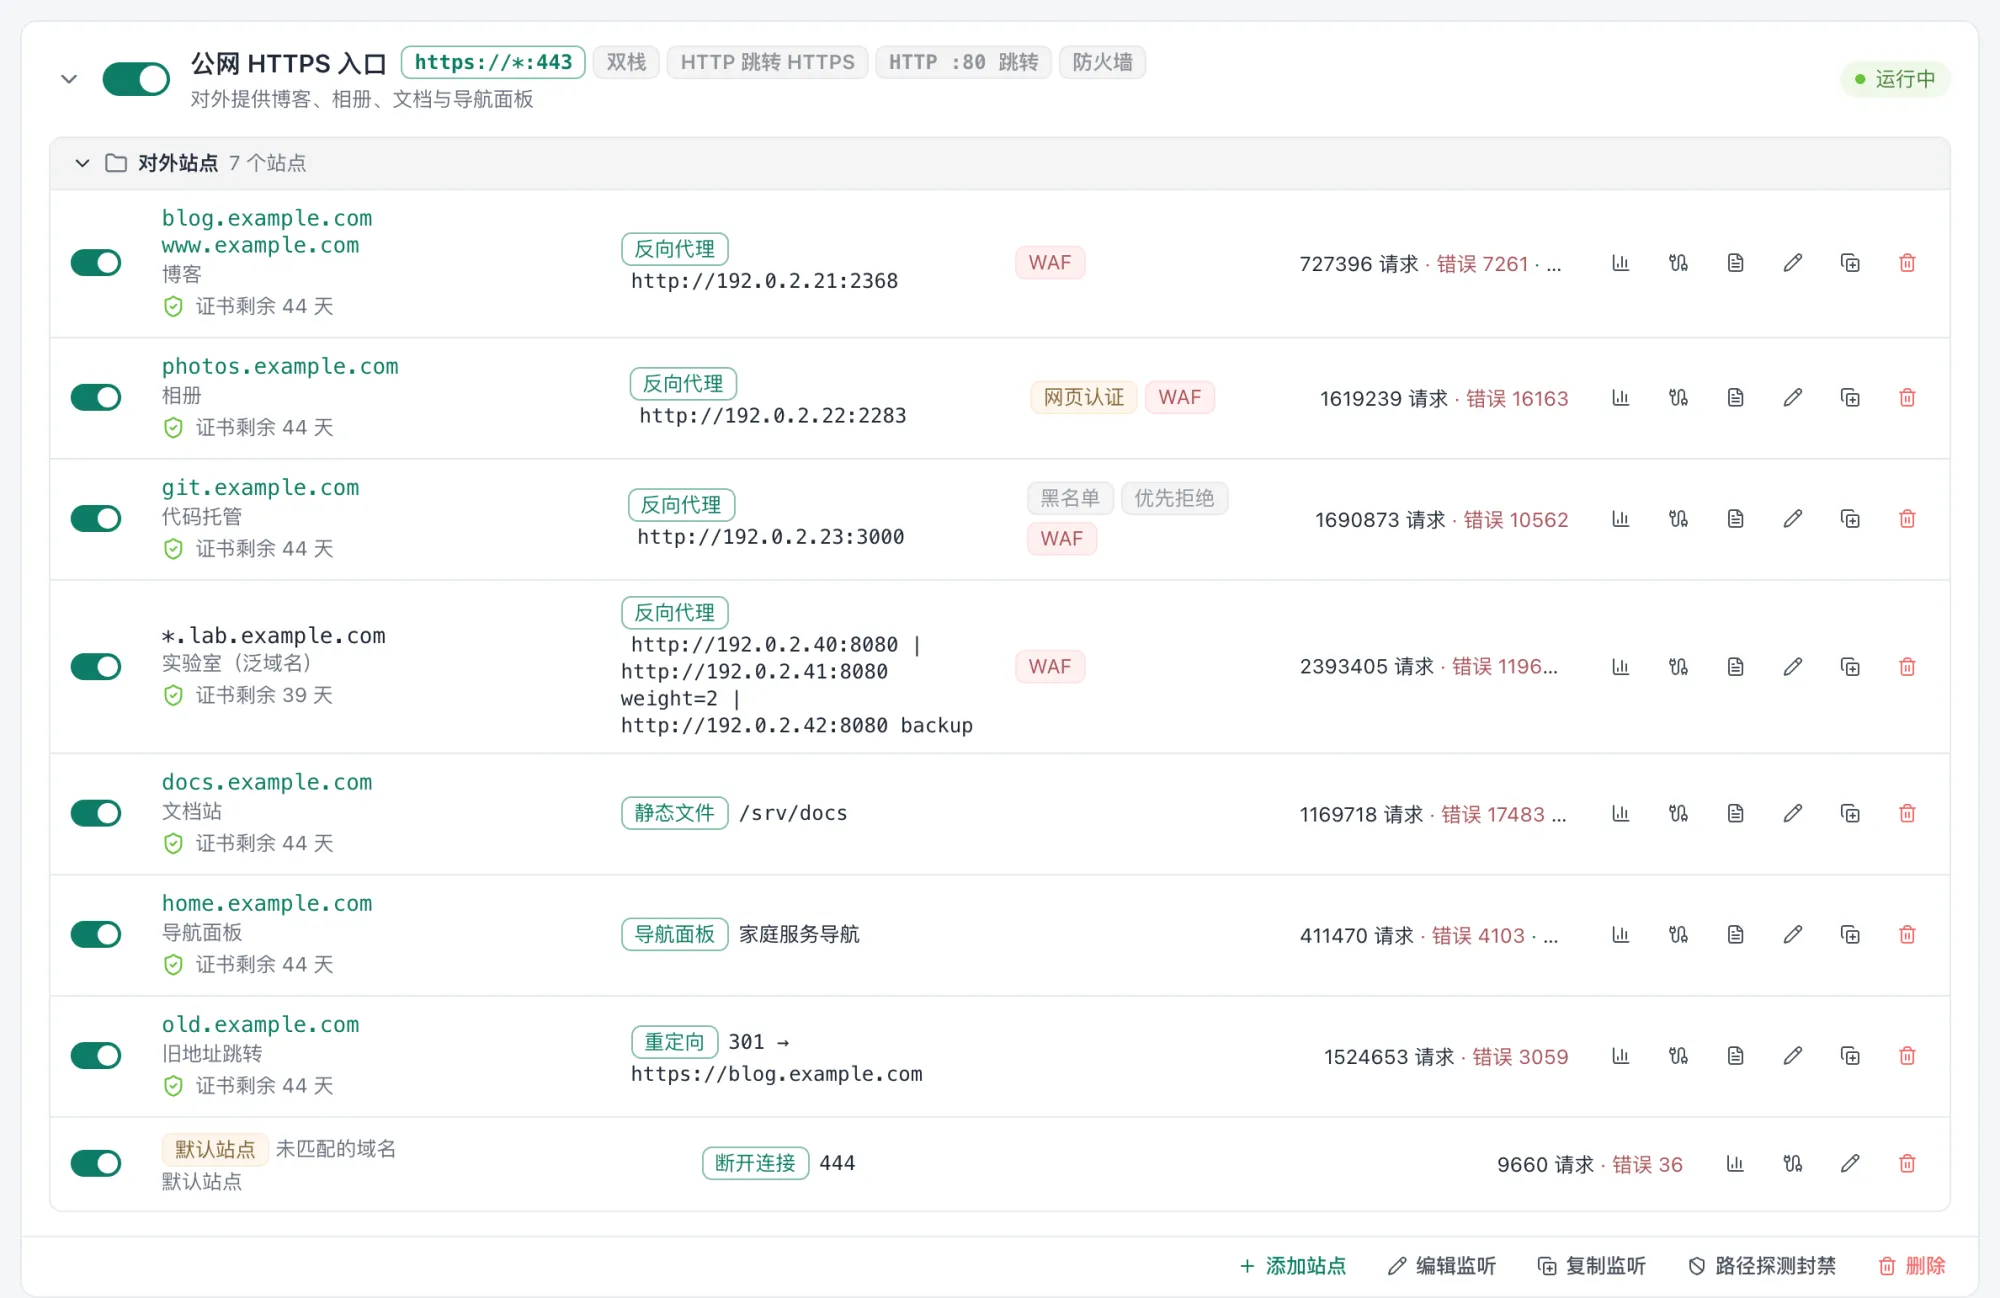 公网 HTTPS 入口 https://*:443 双栈 HTTP 跳转 HTTPS HTTP :80 跳转 防火墙
对外提供博客、相册、文档与导航面板
运行中
对外站点 7 个站点
blog.example.com
www.example.com
博客
证书剩余 44 天
反向代理
http://192.0.2.21:2368
WAF
727396 请求 · 错误 7261 · ...
photos.example.com
相册
证书剩余 44 天
反向代理
http://192.0.2.22:2283
网页认证 WAF
1619239 请求 · 错误 16163
git.example.com
代码托管
证书剩余 44 天
反向代理
http://192.0.2.23:3000
黑名单 优先拒绝
WAF
1690873 请求 · 错误 10562
*.lab.example.com
实验室（泛域名）
证书剩余 39 天
反向代理
http://192.0.2.40:8080 |
http://192.0.2.41:8080
weight=2 |
http://192.0.2.42:8080 backup
WAF
2393405 请求 · 错误 1196...
docs.example.com
文档站
证书剩余 44 天
静态文件 /srv/docs
1169718 请求 · 错误 17483 ...
home.example.com
导航面板
证书剩余 44 天
导航面板 家庭服务导航
411470 请求 · 错误 4103 · ...
old.example.com
旧地址跳转
证书剩余 44 天
重定向 301 →
https://blog.example.com
1524653 请求 · 错误 3059
默认站点 未匹配的域名
默认站点
断开连接 444
9660 请求 · 错误 36
+ 添加站点 编辑监听 复制监听 路径探测封禁 删除